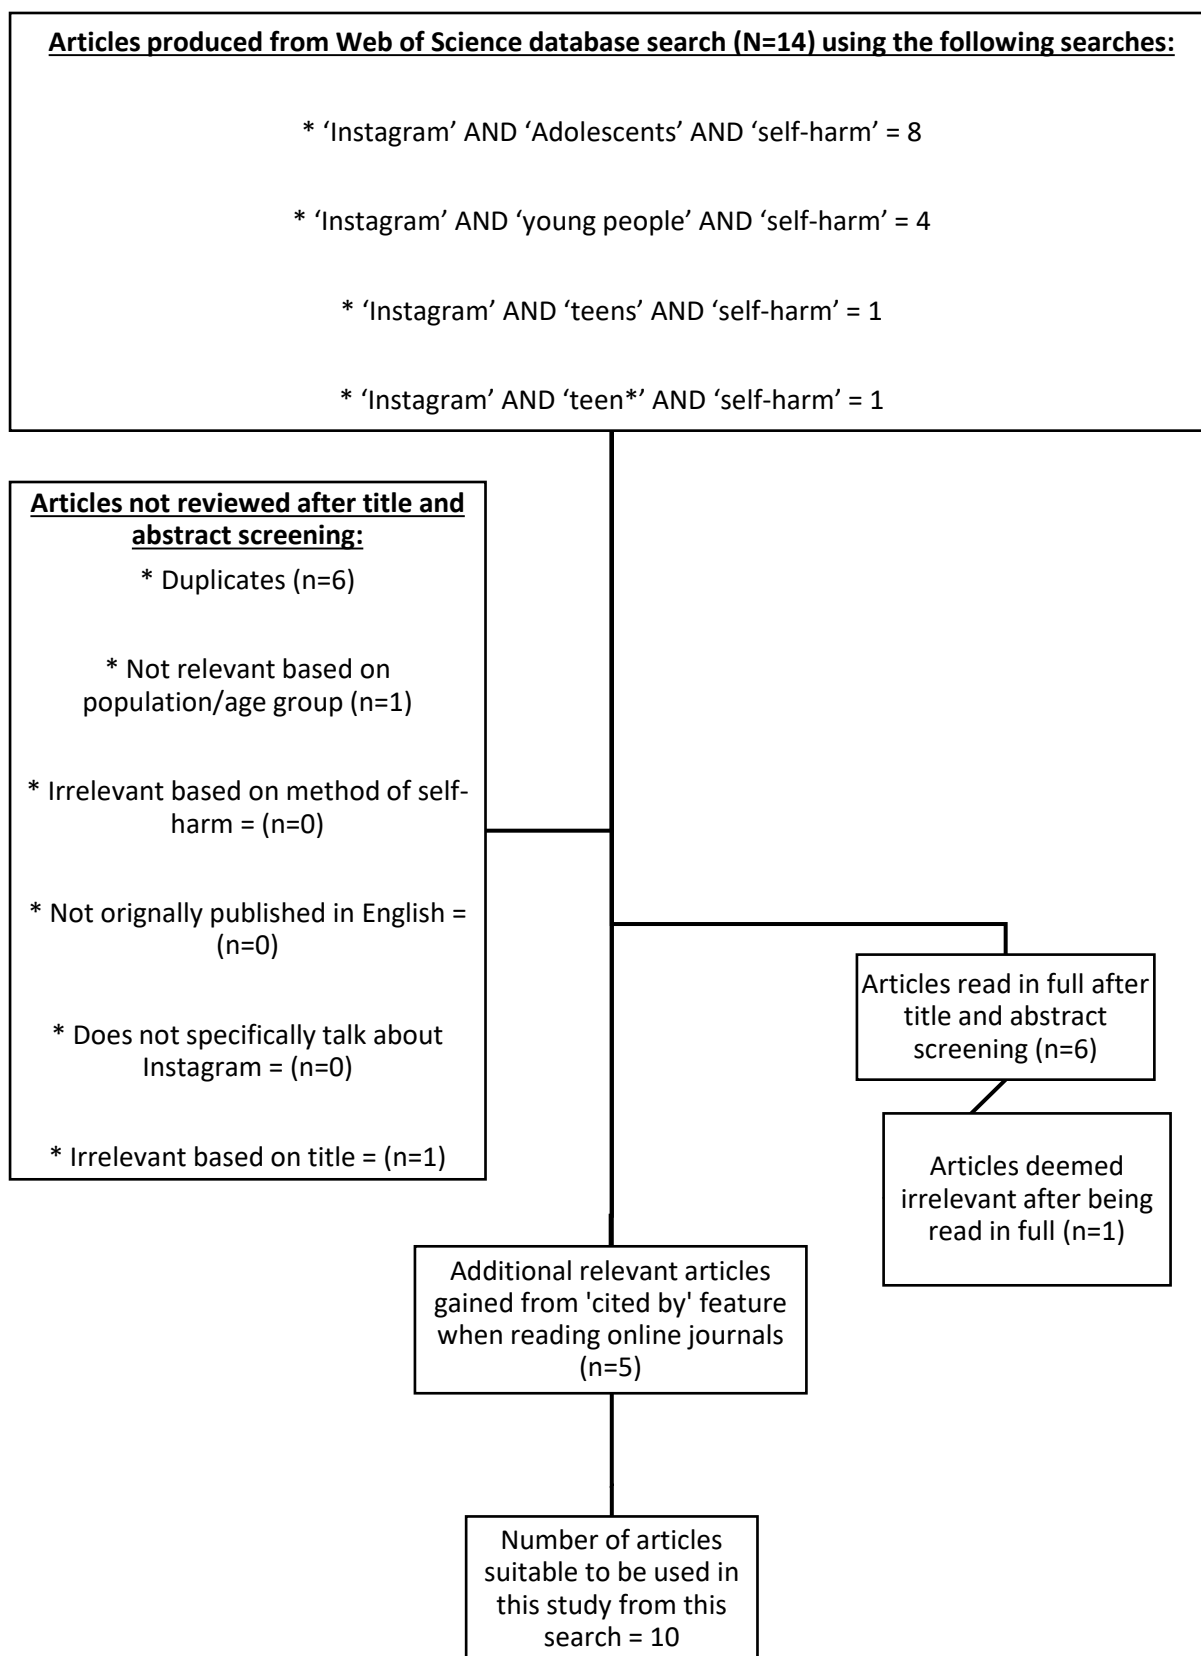 Articles produced from Web of Science database search (N=14) using the following searches:
* ‘Instagram’ AND ‘Adolescents’ AND ‘self-harm’ = 8
* ‘Instagram’ AND ‘young people’ AND ‘self-harm’ = 4
* ‘Instagram’ AND ‘teens’ AND ‘self-harm’ = 1
* ‘Instagram’ AND ‘teen*’ AND ‘self-harm’ = 1
Articles not reviewed after title and
abstract screening:
* Duplicates (n=6)
* Not relevant based on
population/age group (n=1)
* Irrelevant based on method of self-
harm = (n=0)
* Not orignally published in English =
(n=0)
* Does not specifically talk about
Instagram = (n=0)
* Irrelevant based on title = (n=1)
Articles read in full after
title and abstract
screening (n=6)
Articles deemed
irrelevant after being
read in full (n=1)
Additional relevant articles
gained from 'cited by' feature
when reading online journals
(n=5)
Number of articles
suitable to be used in
this study from this
search = 10